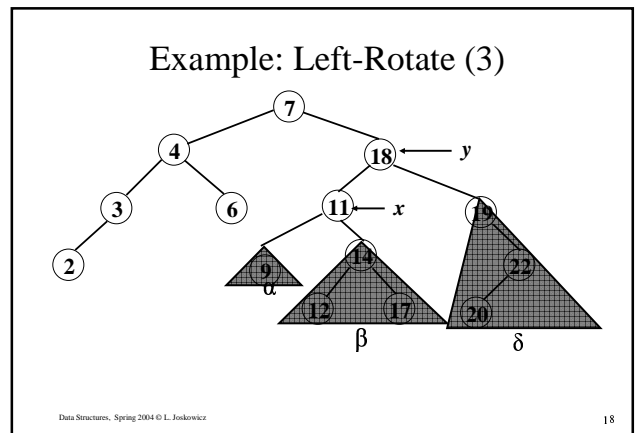 Example: Left-Rotate (3)
7
4
18
y
3
6
11
x
19
2
9
14
22
α
12
17
20
β
δ
Data Structures, Spring 2004 © L. Joskowicz
18